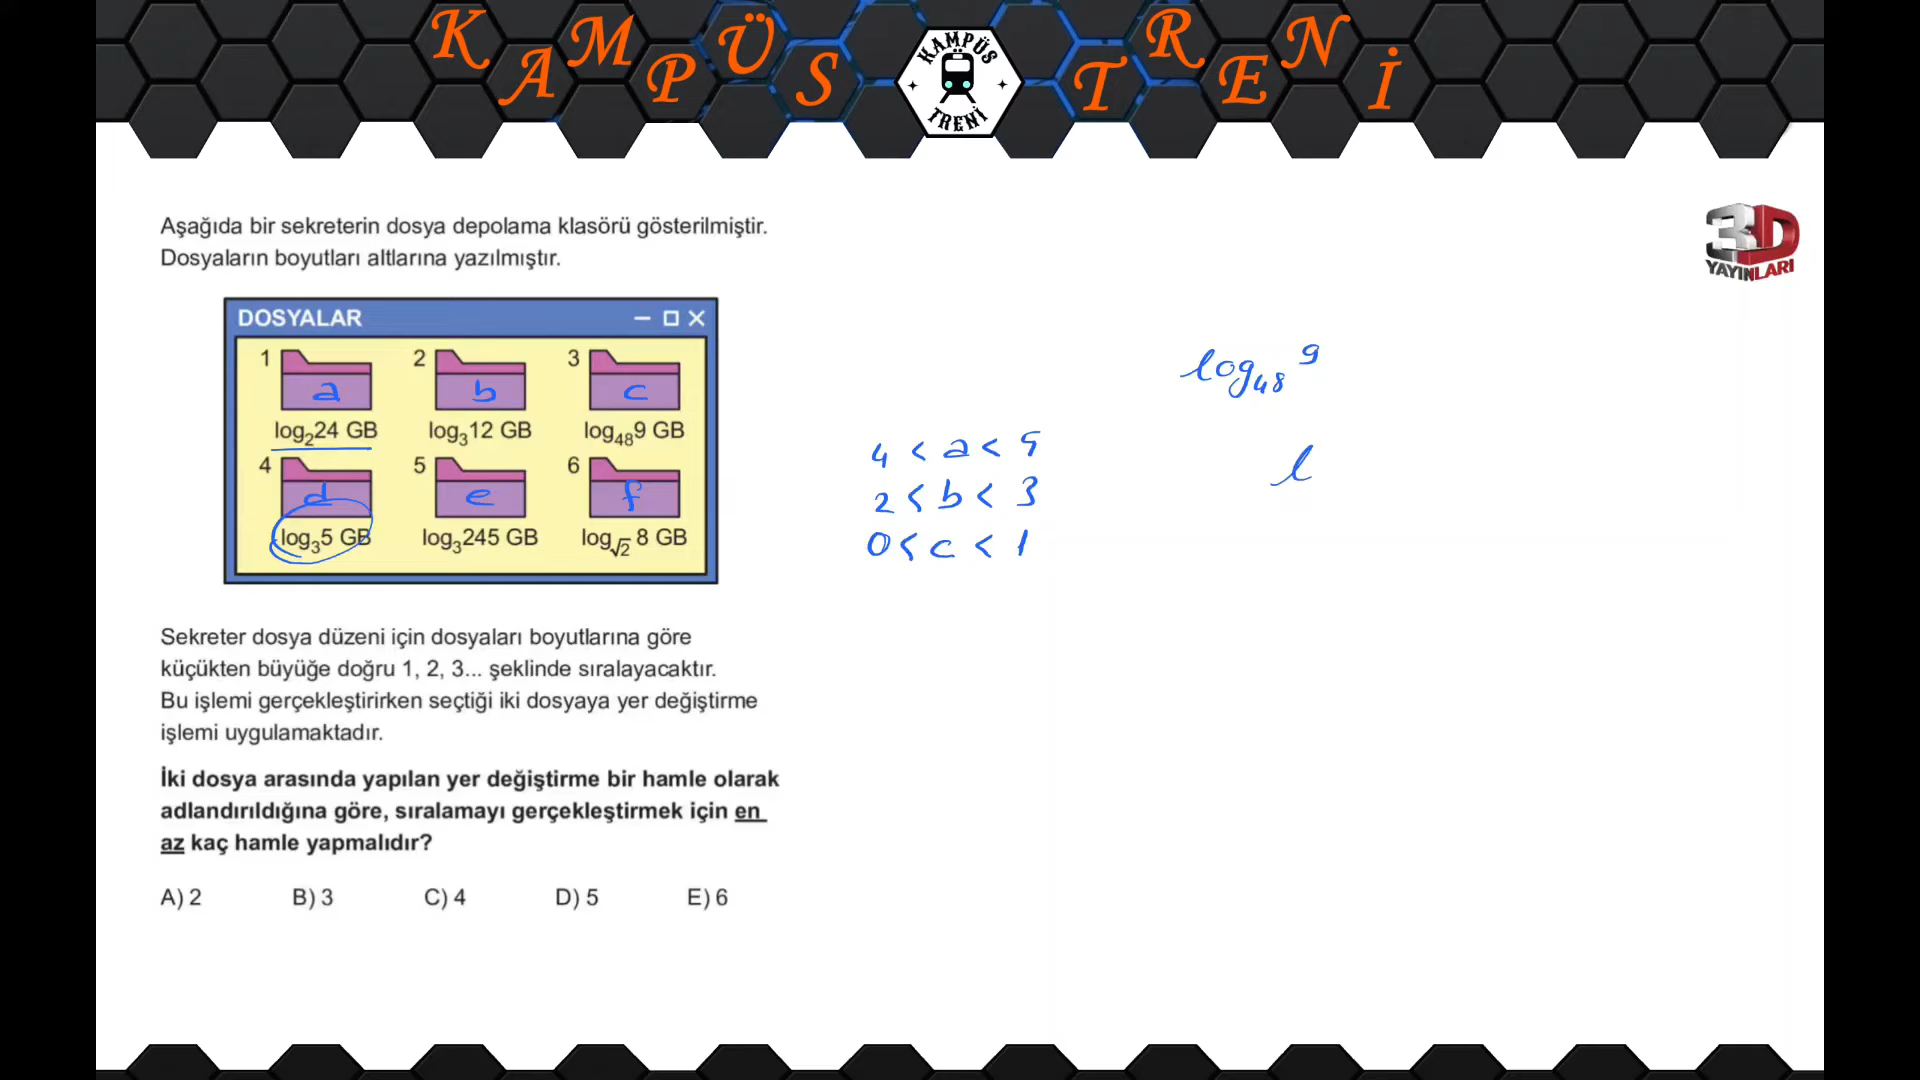 KAMPÜS TRENİ
KAMPÜS
TRENİ
3D
YAYINLARI
Aşağıda bir sekreterin dosya depolama klasörü gösterilmiştir.
Dosyaların boyutları altlarına yazılmıştır.
DOSYALAR
1 a 2 b 3 c
log₂24 GB log₃12 GB log₄₈9 GB
4 d 5 e 6 f
log₃5 GB log₃245 GB log√2 8 GB
Sekreter dosya düzeni için dosyaları boyutlarına göre
küçükten büyüğe doğru 1, 2, 3... şeklinde sıralayacaktır.
Bu işlemi gerçekleştirirken seçtiği iki dosyaya yer değiştirme
işlemi uygulamaktadır.
İki dosya arasında yapılan yer değiştirme bir hamle olarak
adlandırıldığına göre, sıralamayı gerçekleştirmek için en
az kaç hamle yapmalıdır?
A) 2 B) 3 C) 4 D) 5 E) 6
4 < a < 5
2 < b < 3
0 < c < 1
log₄₈ 9
l